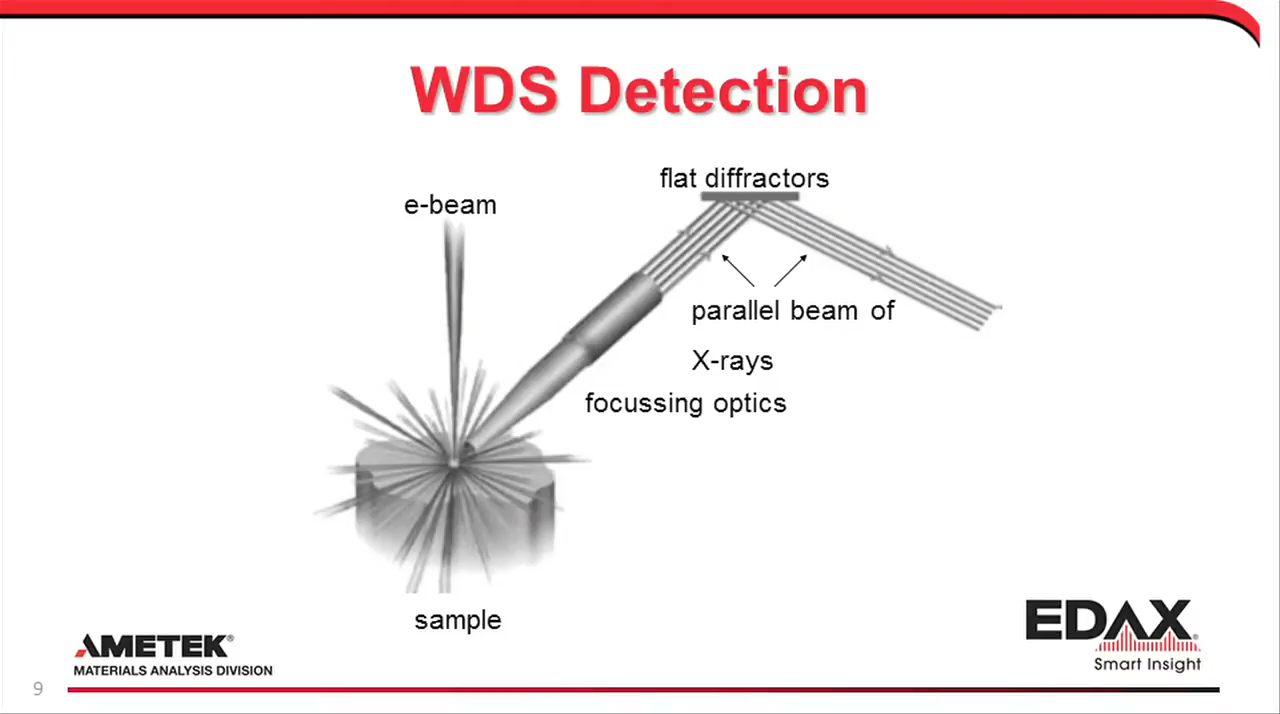 WDS Detection
flat diffractors
e-beam
parallel beam of
X-rays
focussing optics
sample
AMETEK®
MATERIALS ANALYSIS DIVISION
EDAX®
Smart Insight
9